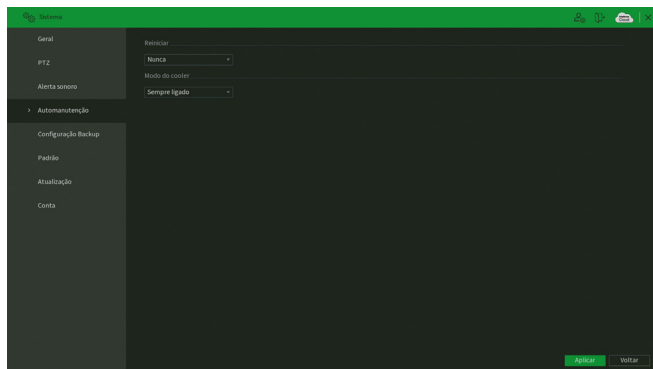 Sistema
Geral
PTZ
Alerta sonoro
Automanutenção
Configuração Backup
Padrão
Atualização
Conta
Reiniciar
Nunca
Modo do cooler
Sempre ligado
Aplicar
Voltar